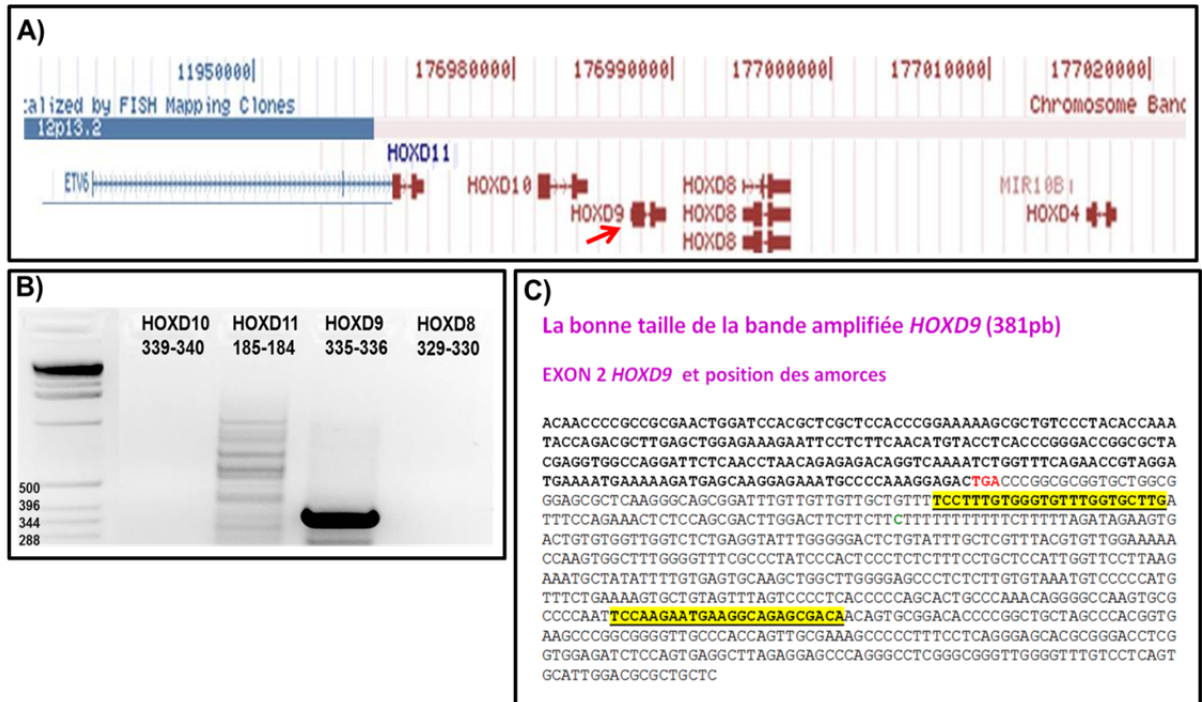 A)
11950000| 176980000| 176990000| 177000000| 177010000| 177020000|
:alized by FISH Mapping Clones Chromosome Banc
12p13.2
HOXD11
ETV6 HOXD10 HOXD8 MIR10B
HOXD9 HOXD8 HOXD4
HOXD8
B)
HOXD10 HOXD11 HOXD9 HOXD8
339-340 185-184 335-336 329-330
500
396
344
288
C)
La bonne taille de la bande amplifiée HOXD9 (381pb)
EXON 2 HOXD9 et position des amorces
ACAACCCCGCCGCGAACTGGATCCACGCTCGCTCCACCCGGAAAAAGCGCTGTCCCTACACCAAA
TACCAGACGCTTGAGCTGGAGAAAGAATTCCTCTTCAACATGTACCTCACCCGGGACCGGCGCTA
CGAGGTGGCCAGGATTCTCAACCTAACAGAGAGACAGGTCAAAATCTGGTTTCAGAACCGTAGGA
TGAAAATGAAAAAGATGAGCAAGGAGAAATGCCCCAAAGGAGACTGACCCGGCGCGGTGCTGGCG
GGAGCGCTCAAGGGCAGCGGATTTGTTGTTGTTGCTGTTTTCCTTTGTGGGTGTTTGGTGCTTGA
TTTCCAGAAACTCTCCAGCGACTTGGACTTCTTCTTCTTTTTTTTTTTCTTTTTAGATAGAAGTG
ACTGTGTGGTTGGTCTCTGAGGTATTTGGGGGACTCTGTATTTGCTCGTTTACGTGTTGGAAAAA
CCAAGTGGCTTTGGGGTTTCGCCCTATCCCACTCCCTCTCTTTCCTGCTCCATTGGTTCCTTAAG
AAATGCTATATTTTGTGAGTGCAAGCTGGCTTGGGGAGCCCTCTCTTGTGTAAATGTCCCCCATG
TTTCTGAAAAGTGCTGTAGTTTAGTCCCCTCACCCCCAGCACTGCCCAAACAGGGGCCAAGTGCG
CCCCAATTCCAAGAATGAAGGCAGAGCGACAACAGTGCGGACACCCCGGCTGCTAGCCCACGGTG
AAGCCCGGCGGGGTTGCCCACCAGTTGCGAAAGCCCCCTTTCCTCAGGGAGCACGCGGGACCTCG
GTGGAGATCTCCAGTGAGGCTTAGAGGAGCCCAGGGCCTCGGGCGGGTTGGGGTTTGTCCTCAGT
GCATTGGACGCGCTGCTC